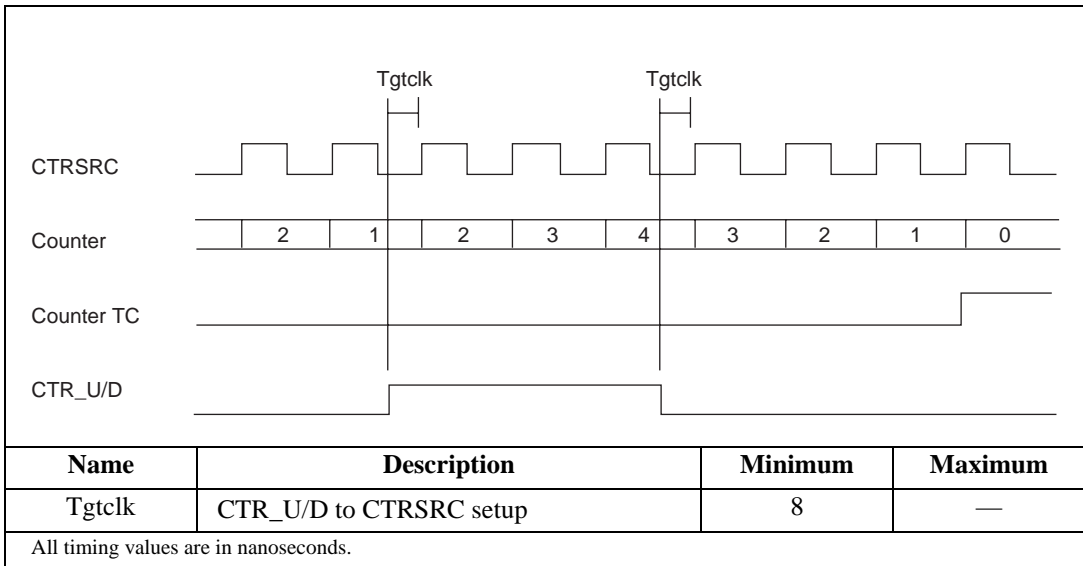 Tgtclk Tgtclk
CTRSRC
Counter 2 1 2 3 4 3 2 1 0
Counter TC
CTR_U/D
Name Description Minimum Maximum
Tgtclk CTR_U/D to CTRSRC setup 8 —
All timing values are in nanoseconds.